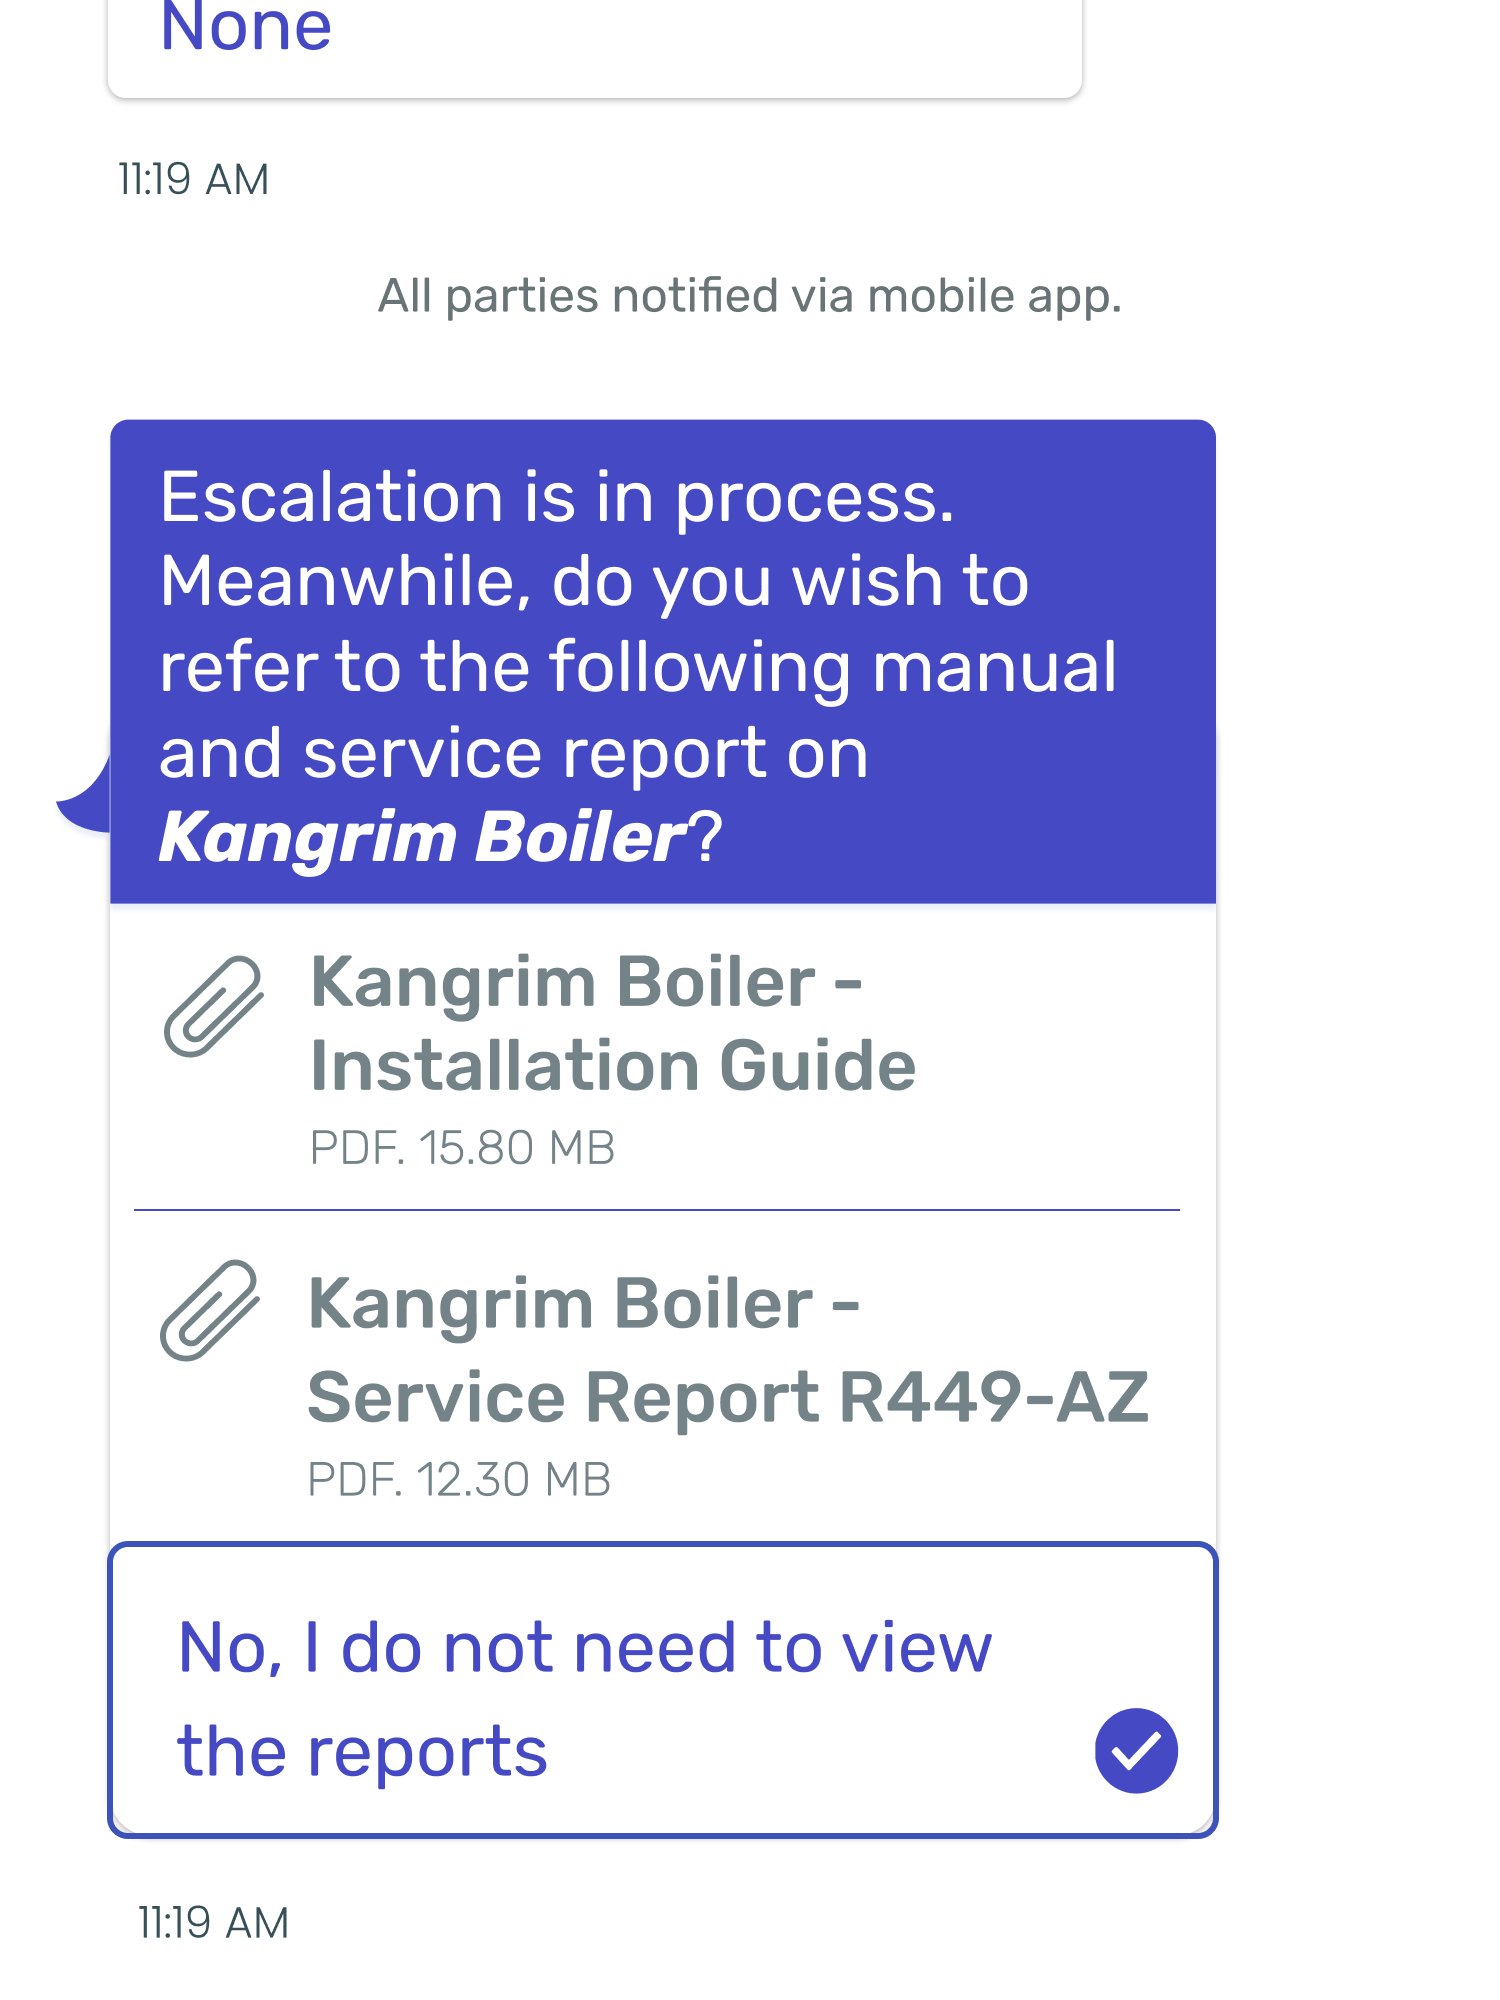 None
11:19 AM
All parties notified via mobile app.
Escalation is in process.
Meanwhile, do you wish to
refer to the following manual
and service report on
Kangrim Boiler?
Kangrim Boiler -
Installation Guide
PDF. 15.80 MB
Kangrim Boiler -
Service Report R449-AZ
PDF. 12.30 MB
No, I do not need to view
the reports
11:19 AM